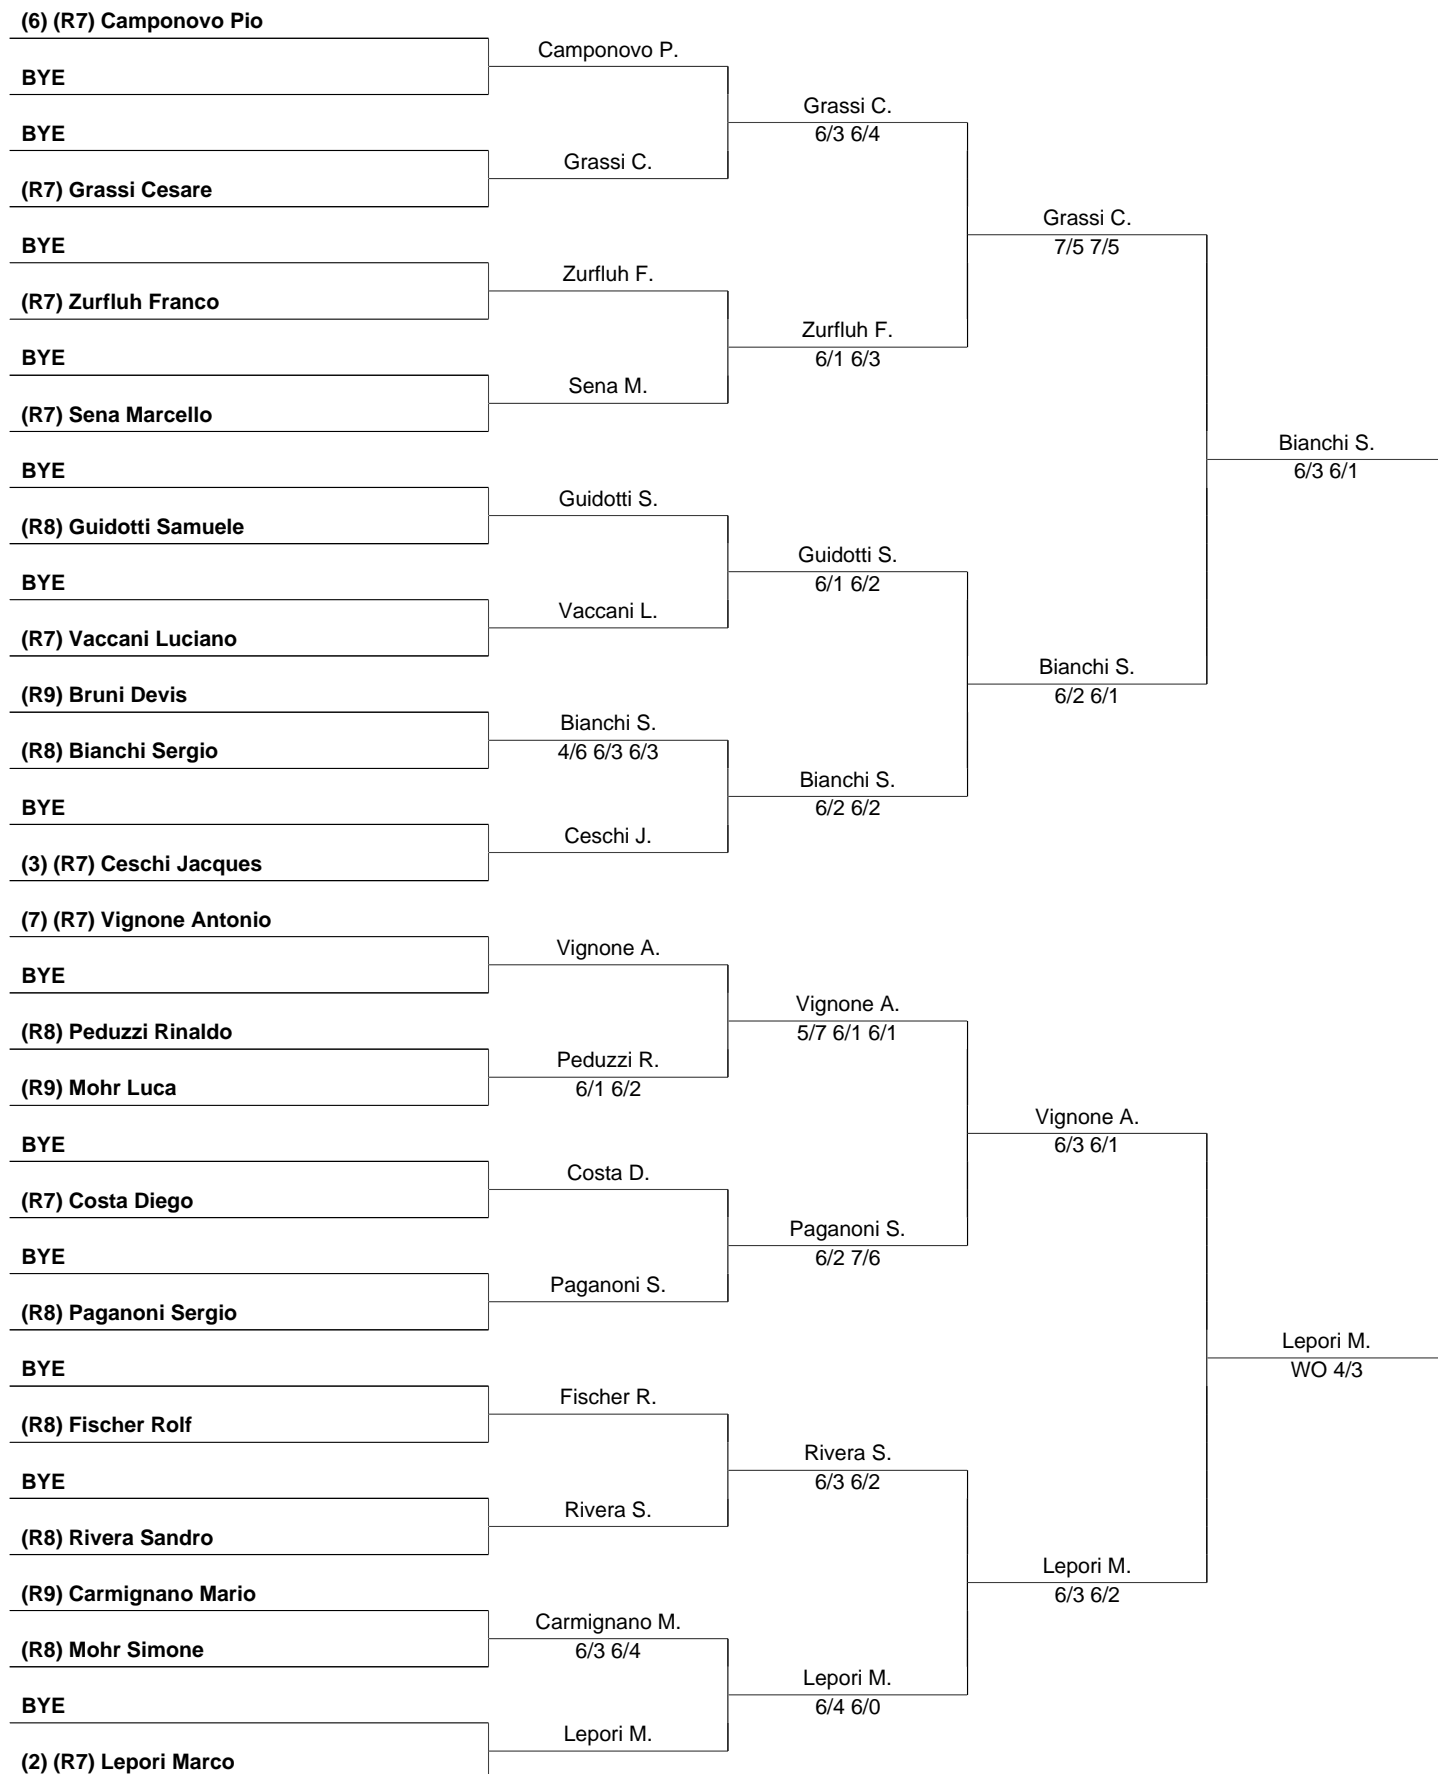 (6) (R7) Camponovo Pio
Camponovo P.
BYE
Grassi C.
6/3 6/4
BYE
Grassi C.
(R7) Grassi Cesare
Grassi C.
7/5 7/5
BYE
Zurfluh F.
(R7) Zurfluh Franco
Zurfluh F.
6/1 6/3
BYE
Sena M.
(R7) Sena Marcello
Bianchi S.
6/3 6/1
BYE
Guidotti S.
(R8) Guidotti Samuele
Guidotti S.
6/1 6/2
BYE
Vaccani L.
(R7) Vaccani Luciano
Bianchi S.
6/2 6/1
(R9) Bruni Devis
Bianchi S.
4/6 6/3 6/3
(R8) Bianchi Sergio
Bianchi S.
6/2 6/2
BYE
Ceschi J.
(3) (R7) Ceschi Jacques
(7) (R7) Vignone Antonio
Vignone A.
BYE
Vignone A.
5/7 6/1 6/1
(R8) Peduzzi Rinaldo
Peduzzi R.
6/1 6/2
(R9) Mohr Luca
Vignone A.
6/3 6/1
BYE
Costa D.
(R7) Costa Diego
Paganoni S.
6/2 7/6
BYE
Paganoni S.
(R8) Paganoni Sergio
Lepori M.
WO 4/3
BYE
Fischer R.
(R8) Fischer Rolf
Rivera S.
6/3 6/2
BYE
Rivera S.
(R8) Rivera Sandro
Lepori M.
6/3 6/2
(R9) Carmignano Mario
Carmignano M.
6/3 6/4
(R8) Mohr Simone
Lepori M.
6/4 6/0
BYE
Lepori M.
(2) (R7) Lepori Marco